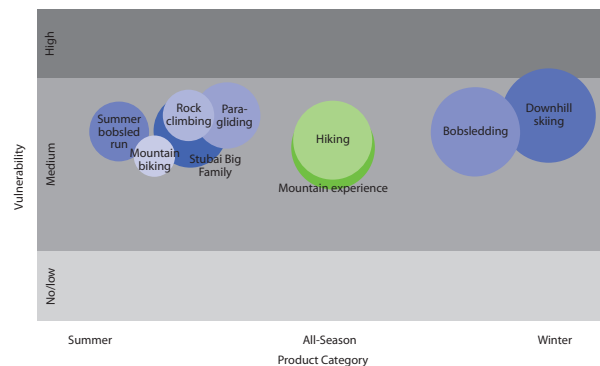 Vulnerability
High
Medium
No/low
Summer
bobsled
run
Mountain
biking
Rock
climbing
Para-
gliding
Stubai Big
Family
Hiking
Mountain experience
Bobsledding
Downhill
skiing
Summer
All-Season
Winter
Product Category